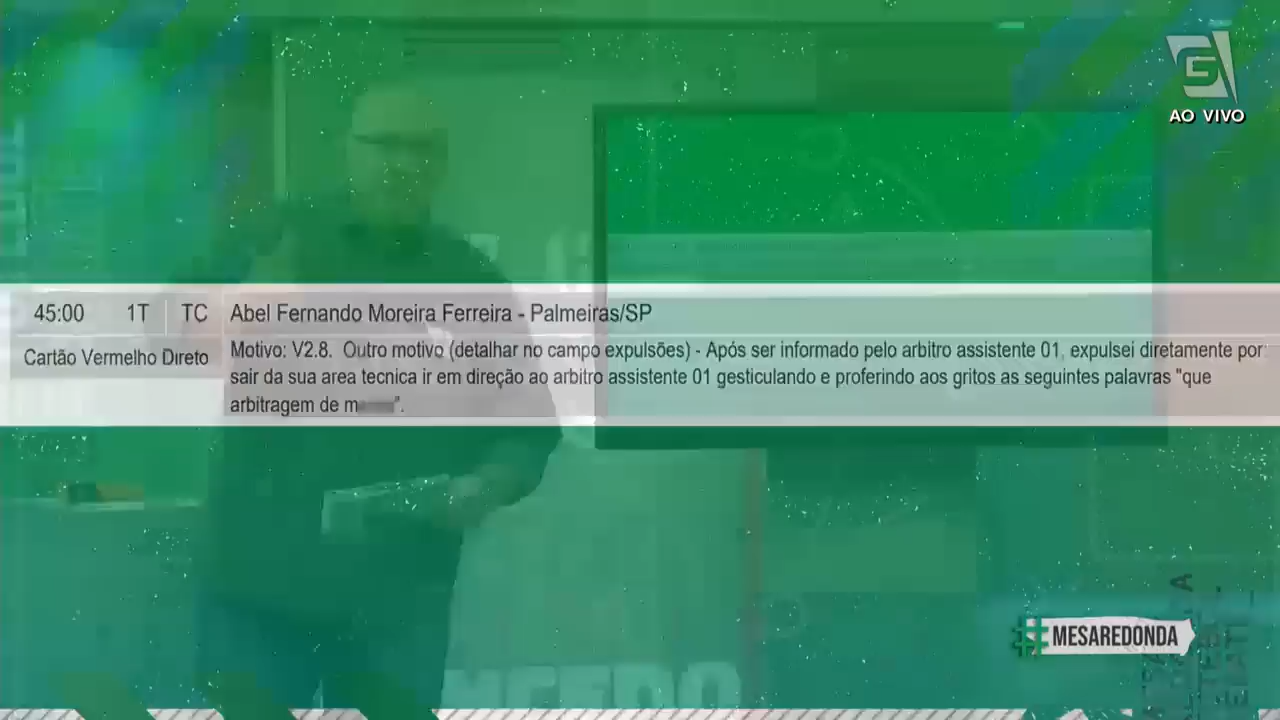 AO VIVO
45:00 1T TC Abel Fernando Moreira Ferreira - Palmeiras/SP
Cartão Vermelho Direto
Motivo: V2.8. Outro motivo (detalhar no campo expulsões) - Após ser informado pelo arbitro assistente 01, expulsei diretamente por
sair da sua area tecnica ir em direção ao arbitro assistente 01 gesticulando e proferindo aos gritos as seguintes palavras "que
arbitragem de m".
#MESAREDONDA